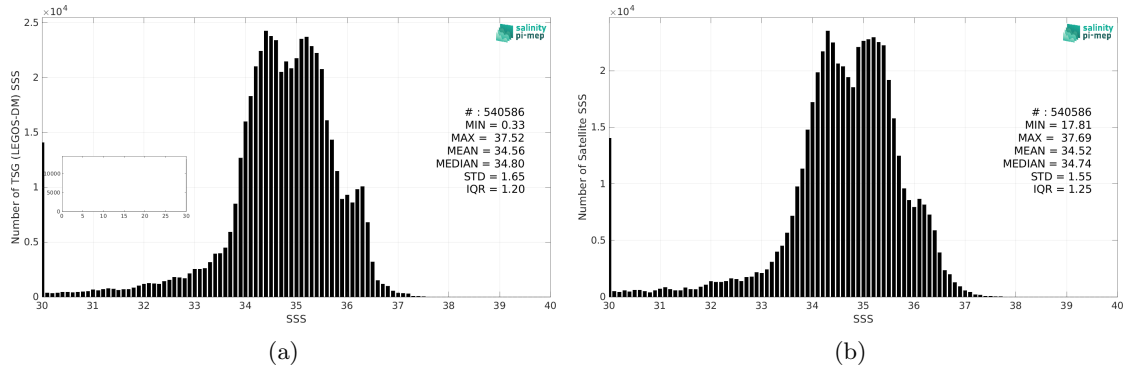 ×10⁴
2.5
2
1.5
1
0.5
0
Number of TSG (LEGOS-DM) SSS
salinity
pi-mep
# : 540586
MIN = 0.33
MAX = 37.52
MEAN = 34.56
MEDIAN = 34.80
STD = 1.65
IQR = 1.20
10000
5000
0
0 5 10 15 20 25 30
30 31 32 33 34 35 36 37 38 39 40
SSS
(a)
×10⁴
2
1.5
1
0.5
0
Number of Satellite SSS
salinity
pi-mep
# : 540586
MIN = 17.81
MAX = 37.69
MEAN = 34.52
MEDIAN = 34.74
STD = 1.55
IQR = 1.25
30 31 32 33 34 35 36 37 38 39 40
SSS
(b)